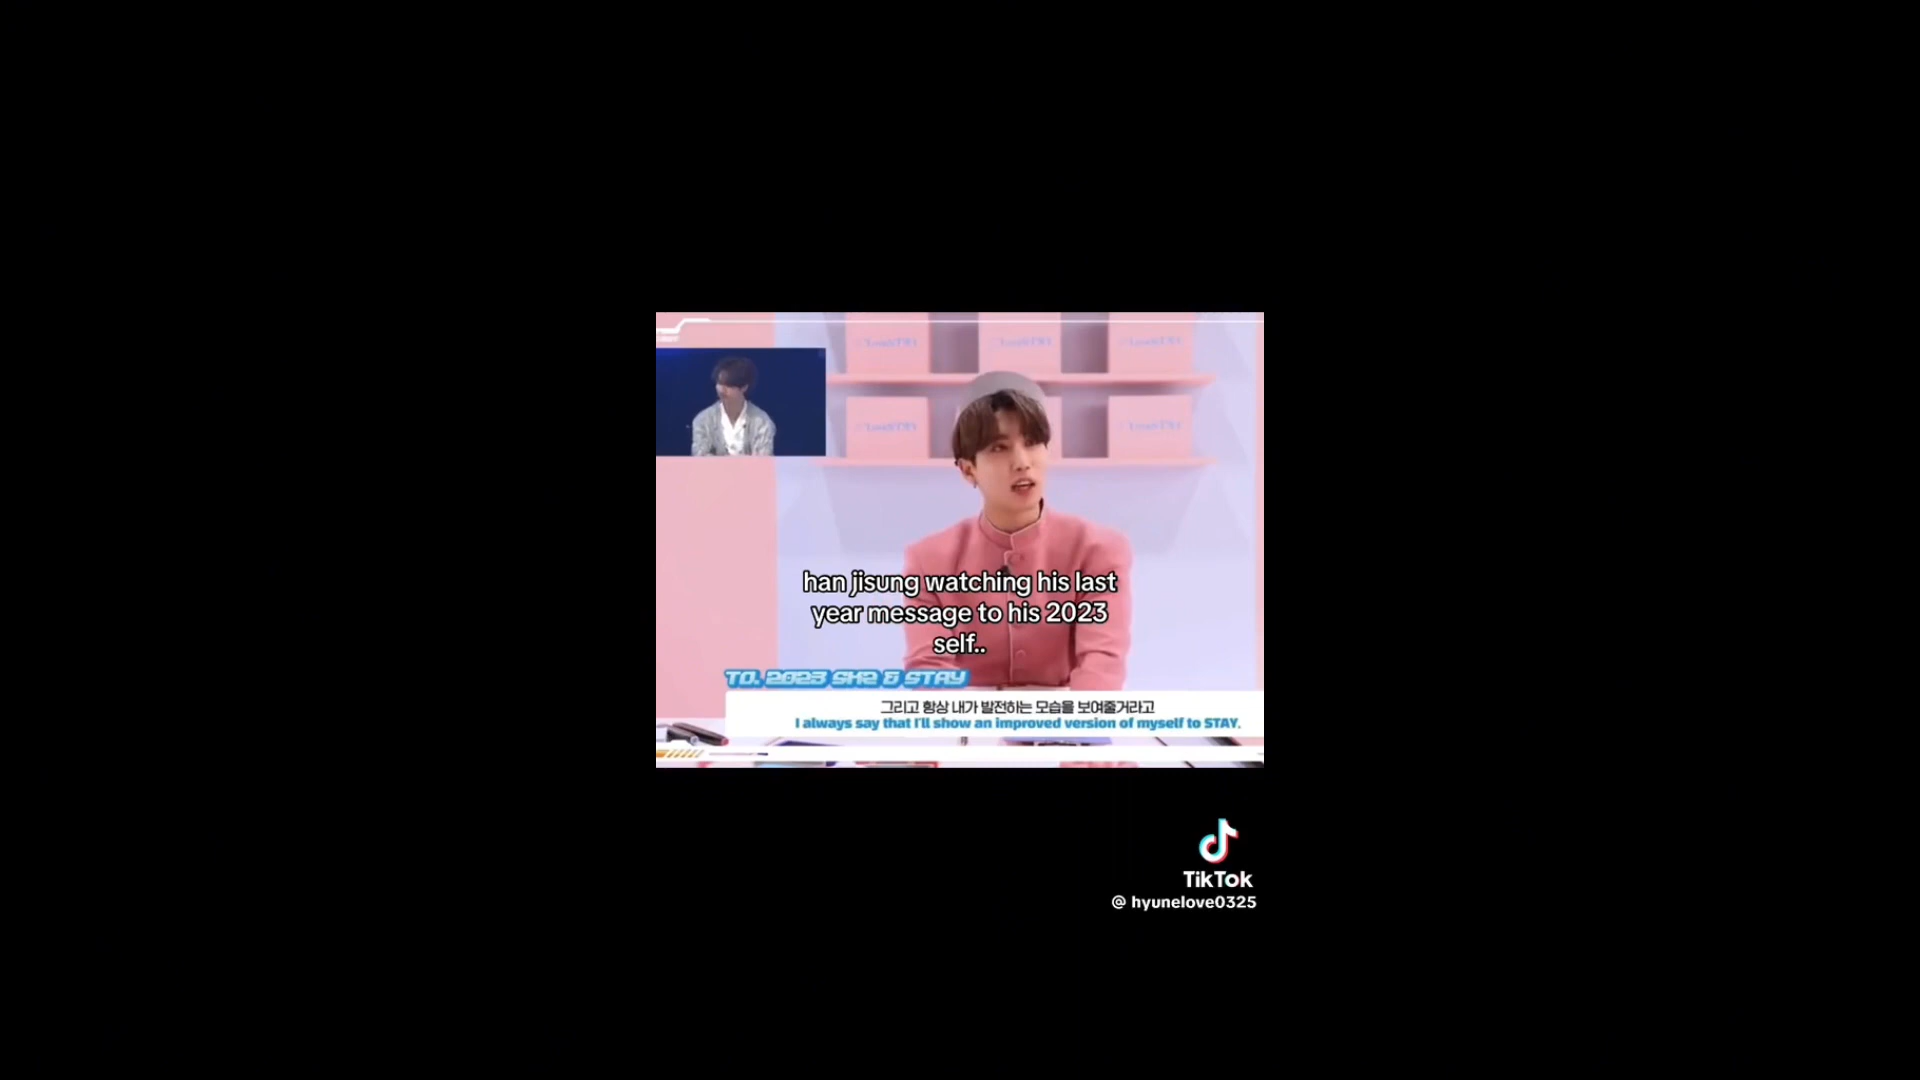 han jisung watching his last
year message to his 2023
self..
TO. 2023 SKZ & STAY
그리고 항상 내가 발전하는 모습을 보여줄거라고
I always say that I'll show an improved version of myself to STAY.
TikTok
@ hyunelove0325